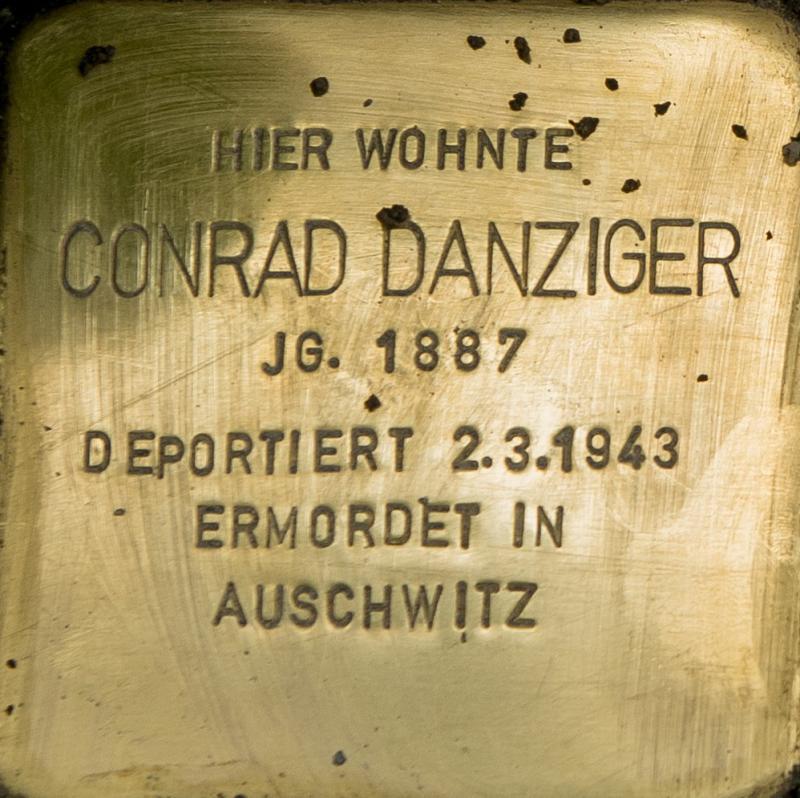 HIER WOHNTE
CONRAD DANZIGER
JG. 1887
DEPORTIERT 2.3.1943
ERMORDET IN
AUSCHWITZ